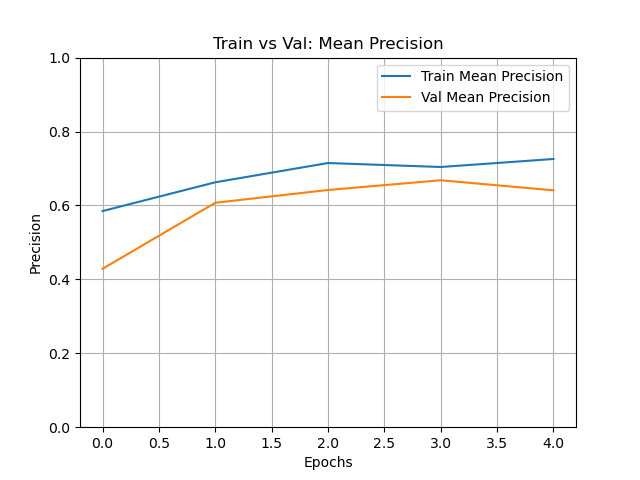 Train vs Val: Mean Precision
Train Mean Precision
Val Mean Precision
1.0
0.8
0.6
0.4
0.2
0.0
Precision
0.0 0.5 1.0 1.5 2.0 2.5 3.0 3.5 4.0
Epochs